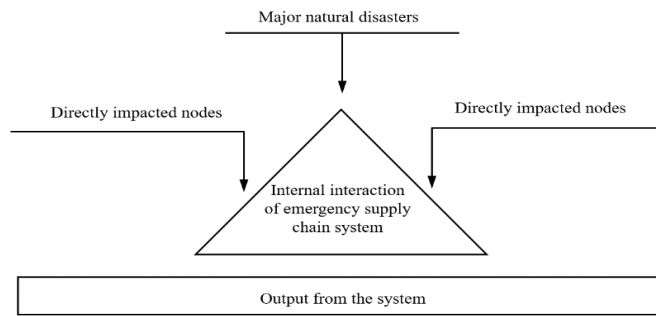 Major natural disasters
Directly impacted nodes
Directly impacted nodes
Internal interaction
of emergency supply
chain system
Output from the system